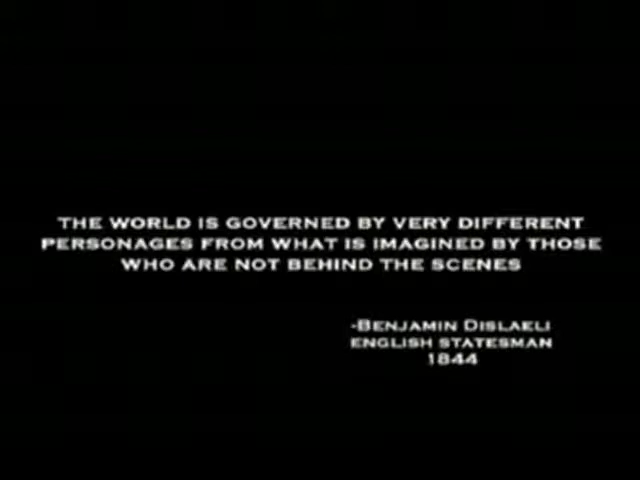 THE WORLD IS GOVERNED BY VERY DIFFERENT
PERSONAGES FROM WHAT IS IMAGINED BY THOSE
WHO ARE NOT BEHIND THE SCENES
-BENJAMIN DISLAELI
ENGLISH STATESMAN
1844